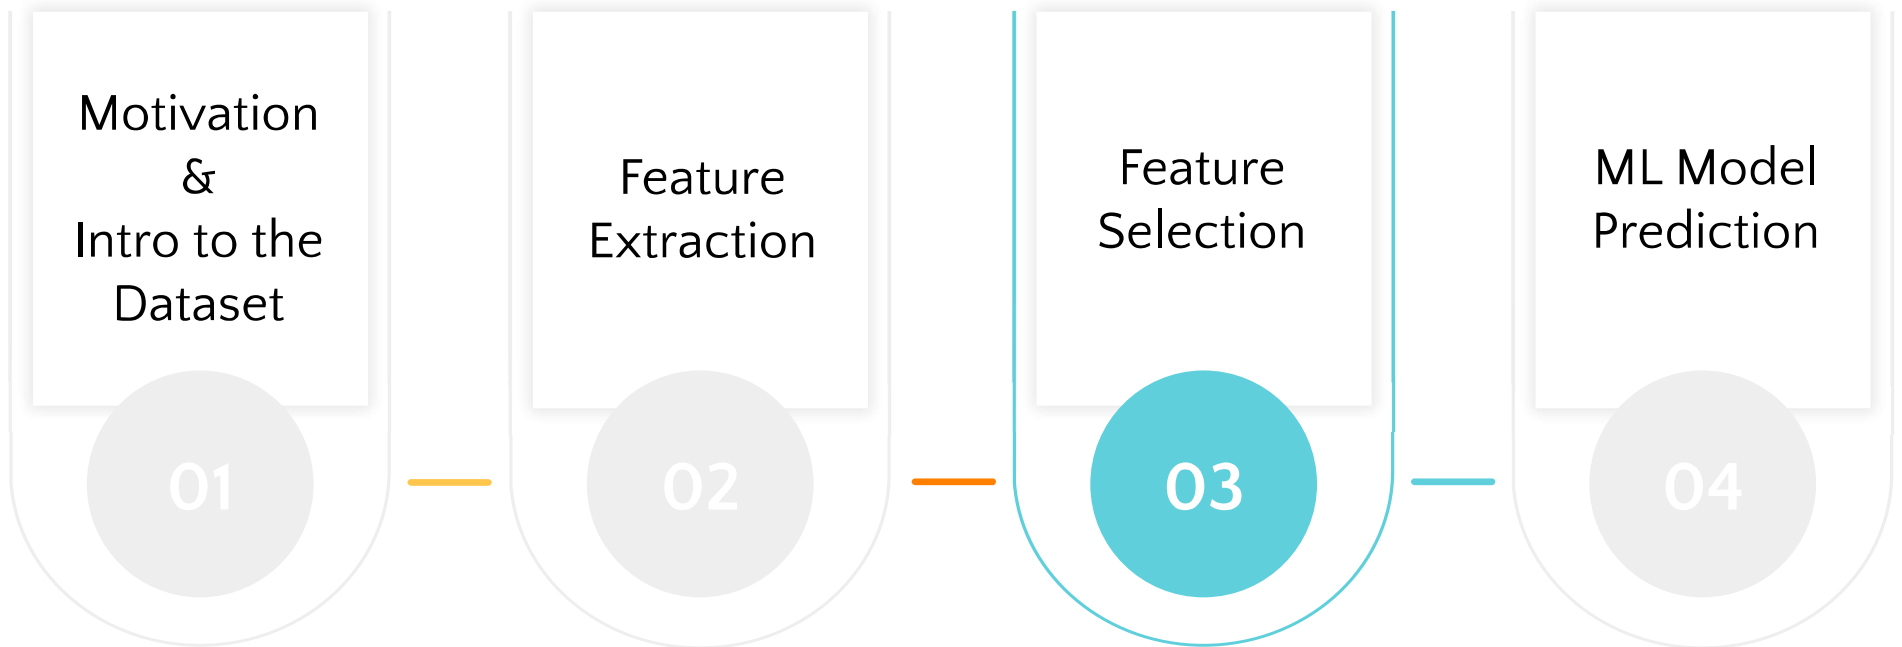 Motivation
&
Intro to the
Dataset
01
Feature
Extraction
02
Feature
Selection
03
ML Model
Prediction
04